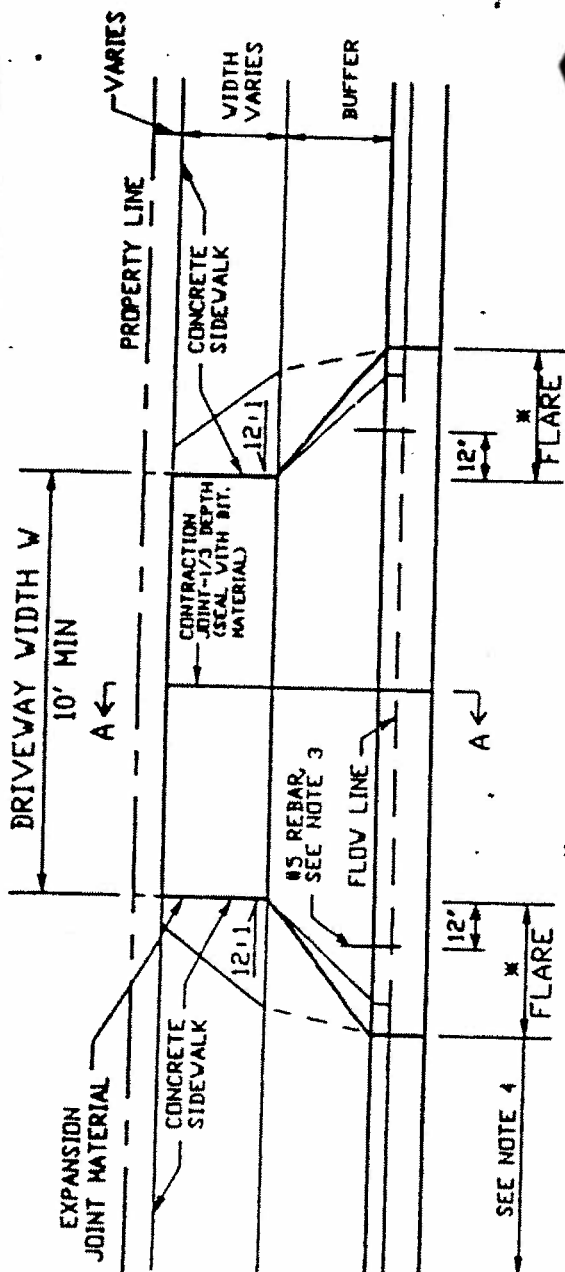 DRIVEWAY WIDTH W
10' MIN
A
EXPANSION
JOINT MATERIAL
CONCRETE
SIDEWALK
12:1
CONTRACTION
JOINT-1/3 DEPTH
(SEAL WITH BIT.
MATERIAL)
12:1
PROPERTY LINE
CONCRETE
SIDEWALK
VARIES
WIDTH
VARIES
BUFFER
#5 REBAR,
SEE NOTE 3
FLOW LINE
A
12"
*
FLARE
12"
*
FLARE
SEE NOTE 4